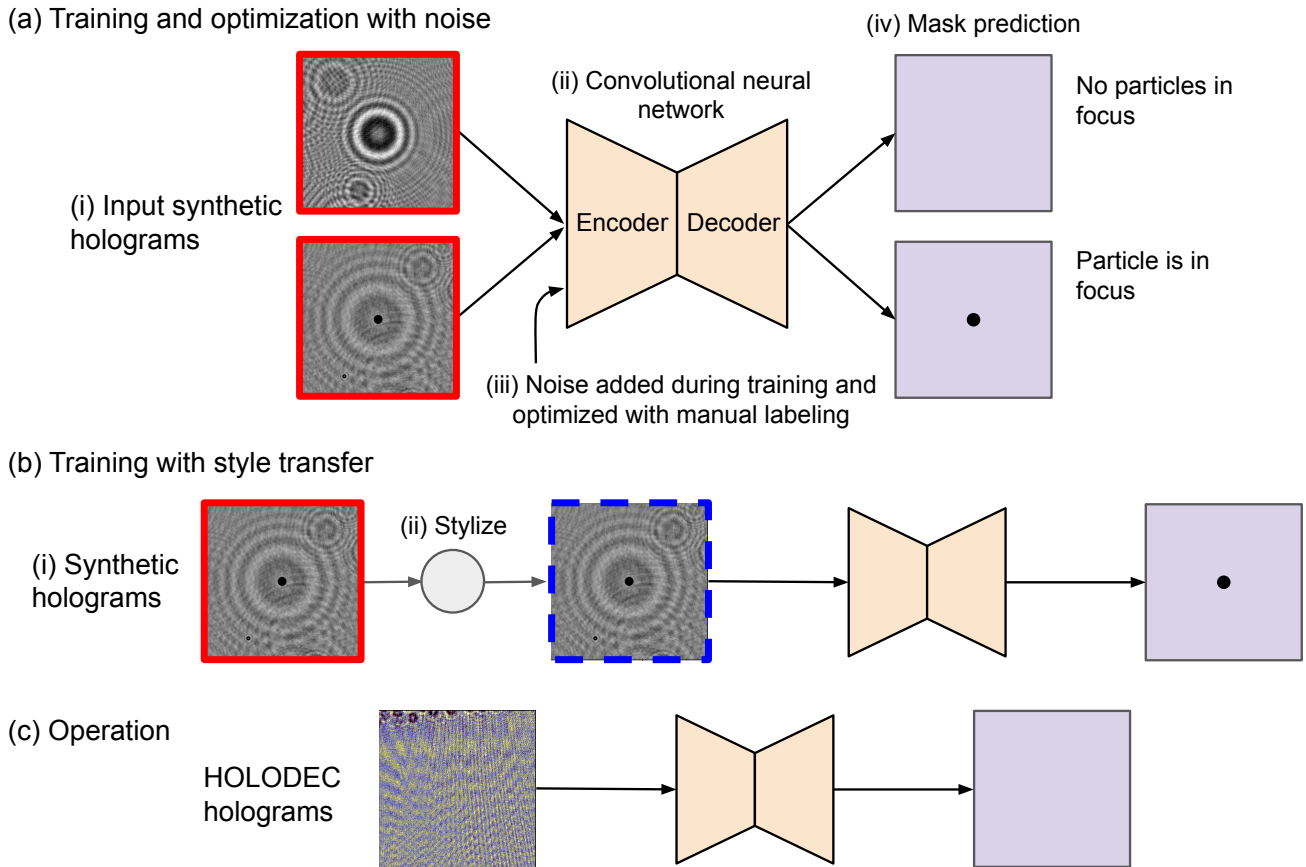 (a) Training and optimization with noise
(iv) Mask prediction
(ii) Convolutional neural
network
No particles in
focus
(i) Input synthetic
holograms
Encoder
Decoder
Particle is in
focus
(iii) Noise added during training and
optimized with manual labeling
(b) Training with style transfer
(ii) Stylize
(i) Synthetic
holograms
(c) Operation
HOLODEC
holograms